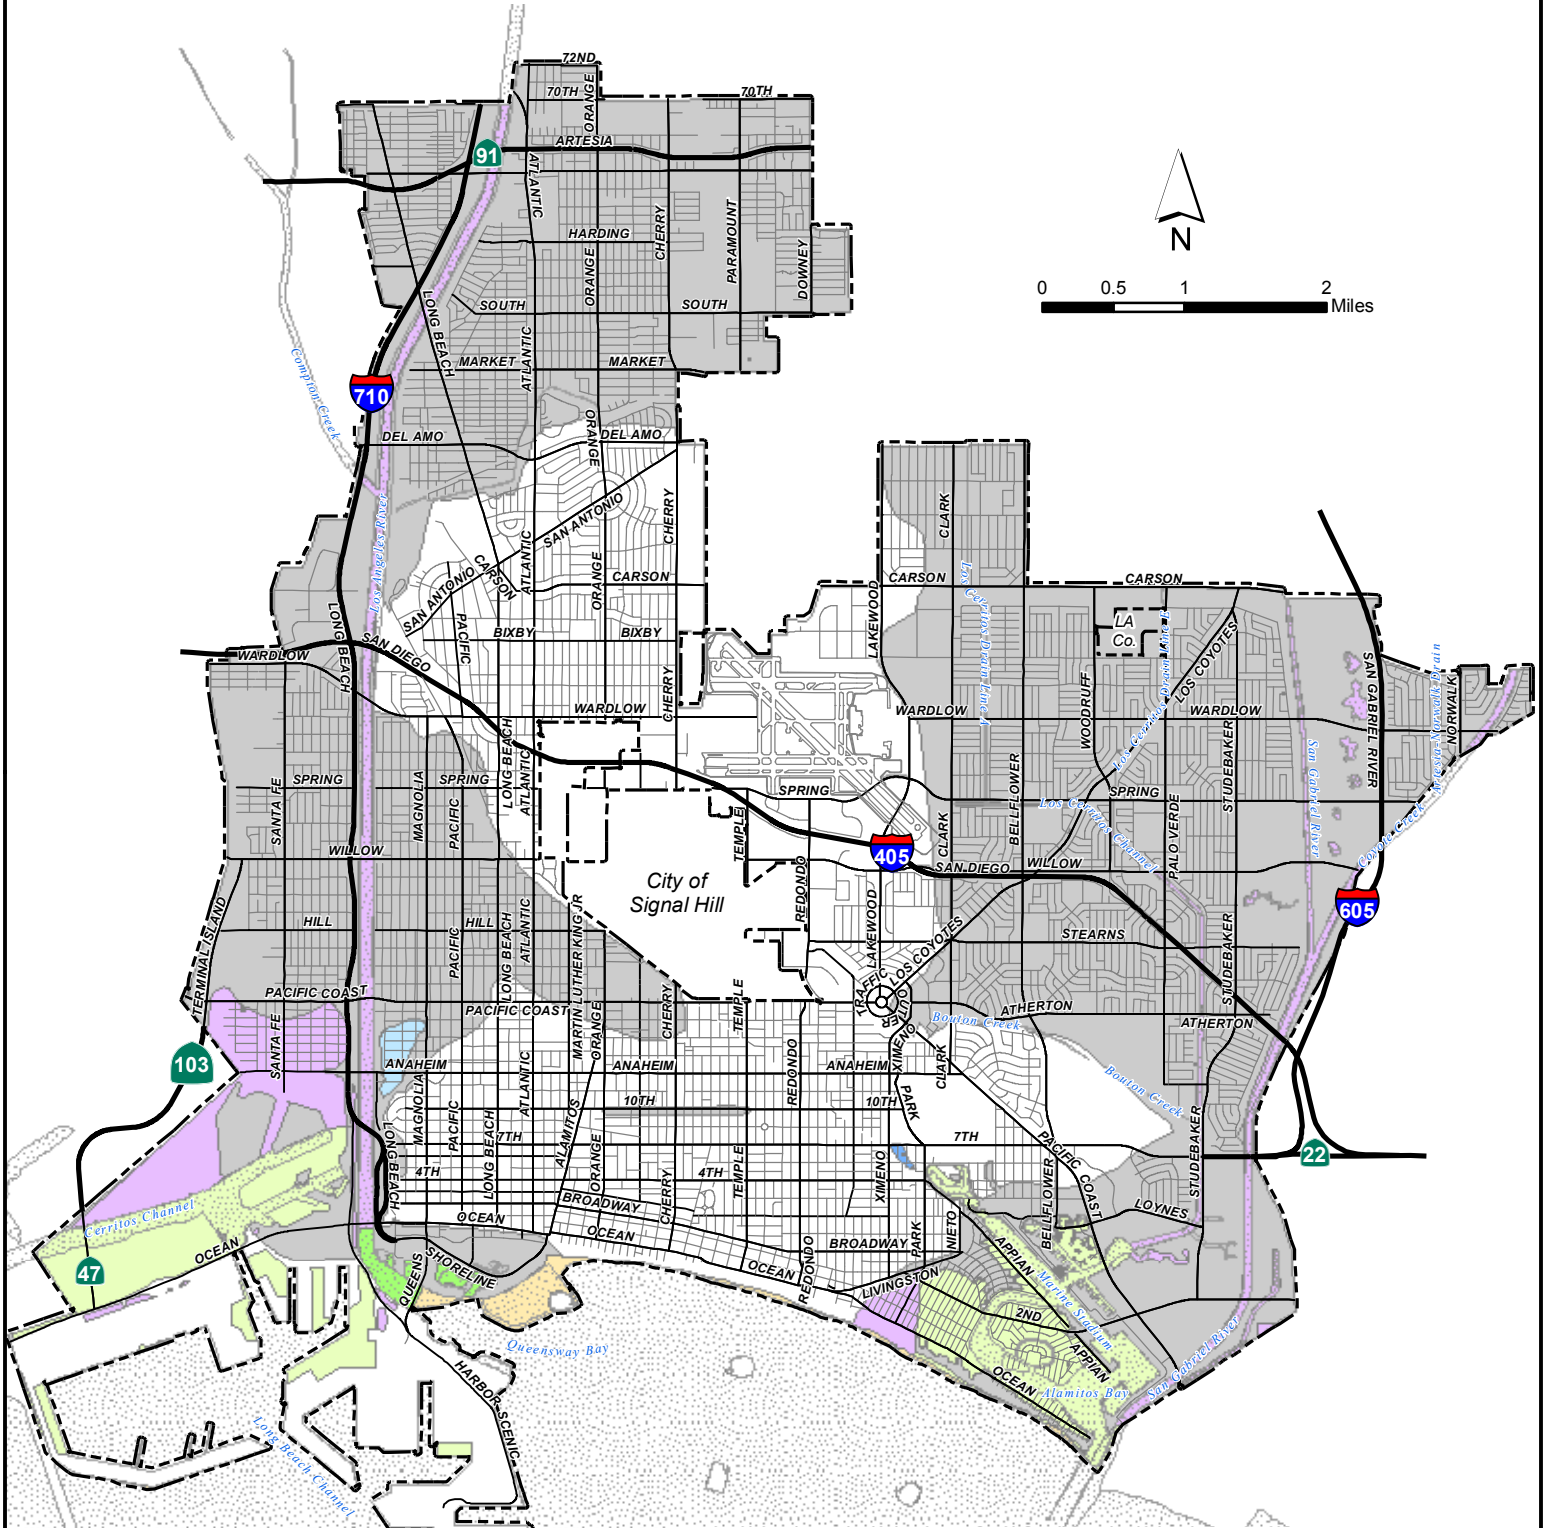 72ND
70TH
70TH
ORANGE
ARTESIA
91
ATLANTIC
CHERRY
PARAMOUNT
DOWNEY
HARDING
ORANGE
N
0 0.5 1 2
Miles
SOUTH
SOUTH
LONG BEACH
ATLANTIC
MARKET
MARKET
Compton Creek
710
DEL AMO
DEL AMO
ORANGE
SAN ANTONIO
CHERRY
CLARK
Los Angeles River
ATLANTIC
CARSON
SAN ANTONIO
ORANGE
CARSON
LAKEWOOD
CARSON
CARSON
Los Cerritos Drain Line A
Los Cerritos Drain Line E
LA
Co.
LOS COYOTES
LONG BEACH
PACIFIC
BIXBY
BIXBY
WARDLOW
SAN DIEGO
CHERRY
WARDLOW
WARDLOW
WOODRUFF
WARDLOW
SAN GABRIEL RIVER
NORWALK
Artesia-Norwalk Drain
Los Cerritos Channel
LONG BEACH
ATLANTIC
SANTA FE
SPRING
MAGNOLIA
SPRING
PACIFIC
SPRING
BELLFLOWER
SPRING
STUDEBAKER
San Gabriel River
Los Cerritos Channel
PALO VERDE
CLARK
TEMPLE
WILLOW
405
SAN DIEGO
WILLOW
Coyote Creek
605
City of
Signal Hill
REDONDO
LAKEWOOD
TERMINAL ISLAND
HILL
HILL
PACIFIC
LONG BEACH
ATLANTIC
MARTIN LUTHER KING JR
LOS COYOTES
STEARNS
STUDEBAKER
TRAFFIC
OUTER
PACIFIC COAST
PACIFIC COAST
ORANGE
CHERRY
TEMPLE
ATHERTON
ATHERTON
Bouton Creek
SANTA FE
103
ANAHEIM
ANAHEIM
REDONDO
ANAHEIM
XIMENO
CLARK
MAGNOLIA
PACIFIC
LONG BEACH
ATLANTIC
10TH
10TH
PARK
Bouton Creek
LONG BEACH
7TH
ALAMITOS
ORANGE
7TH
PACIFIC COAST
22
4TH
4TH
TEMPLE
CHERRY
XIMENO
BELLFLOWER
STUDEBAKER
Cerritos Channel
BROADWAY
LOYNES
OCEAN
OCEAN
OCEAN
BROADWAY
PARK
NIETO
APPIAN
47
QUEENS
SHORELINE
OCEAN
REDONDO
LIVINGSTON
Marine Stadium
2ND
APPIAN
Queensway Bay
San Gabriel River
HARBOR SCENIC
OCEAN
Alamitos Bay
Long Beach Channel